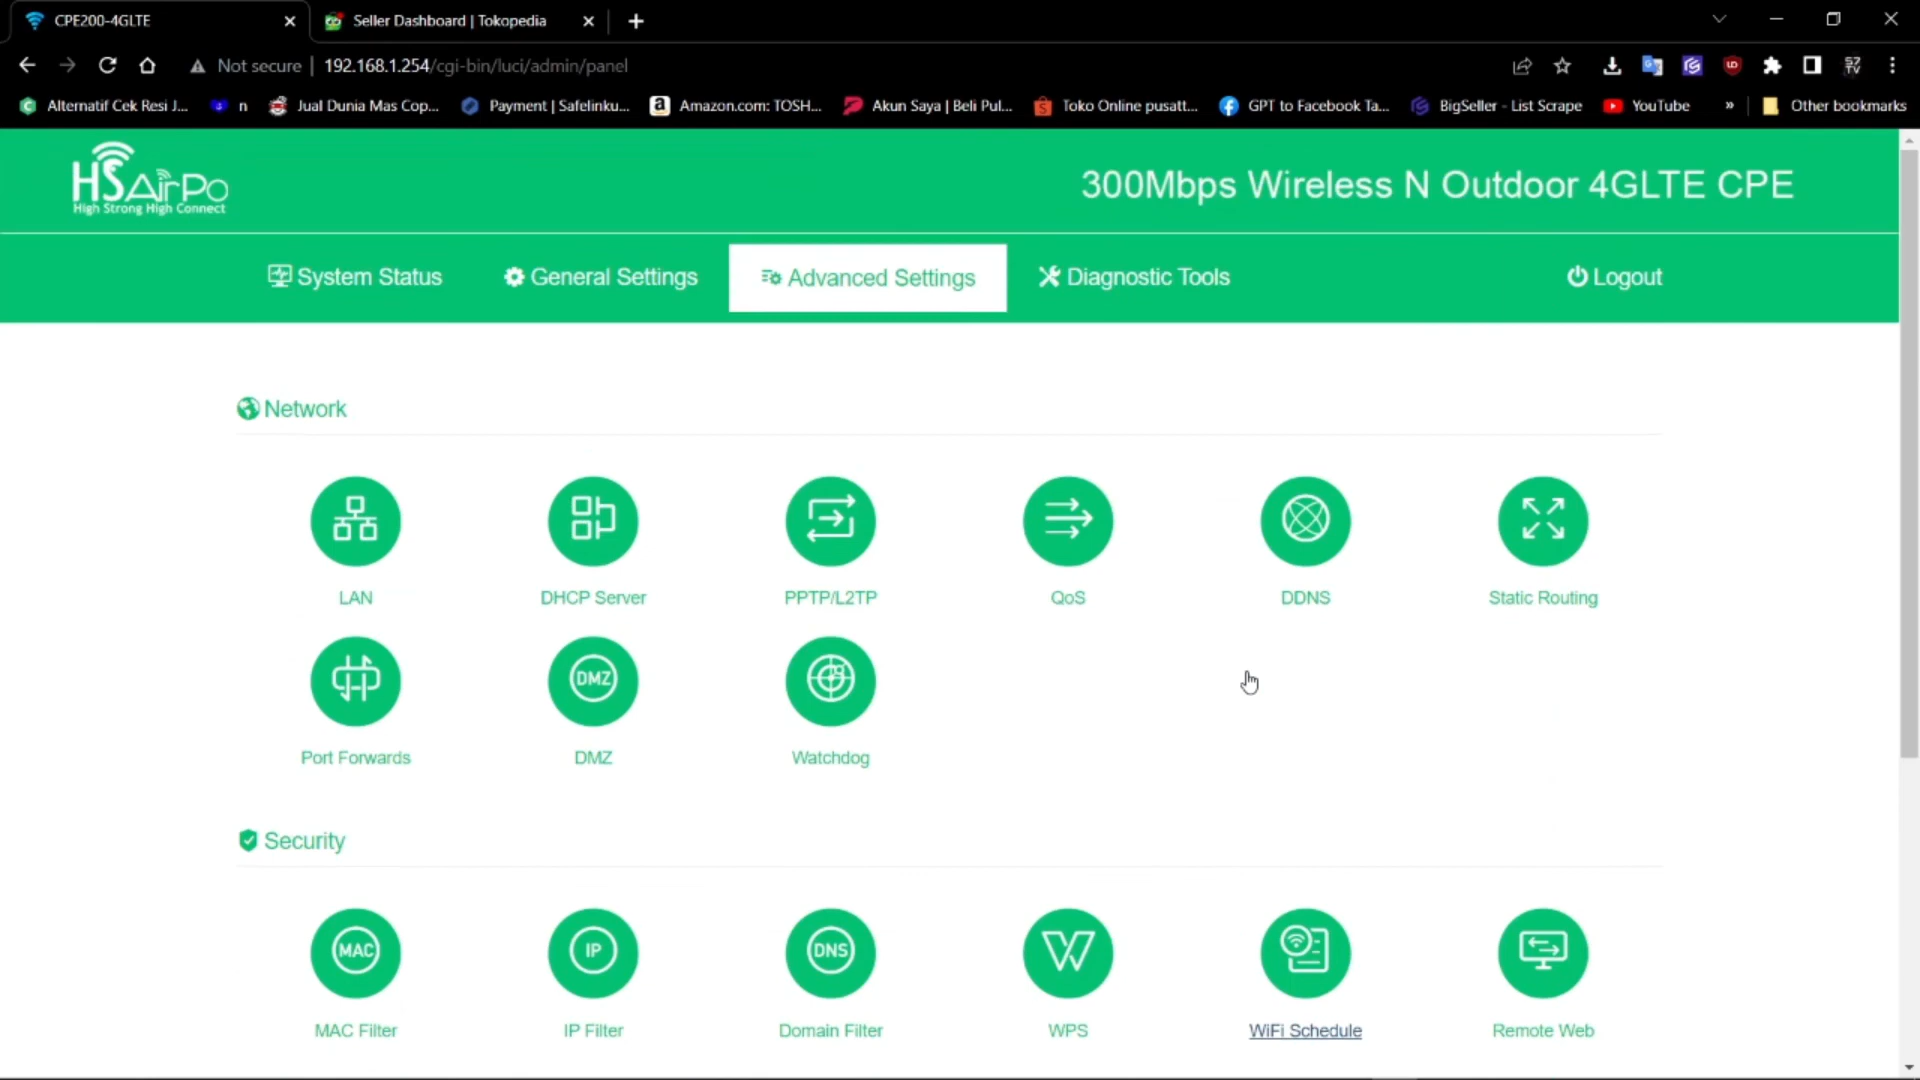 CPE200-4GLTE
Seller Dashboard | Tokopedia
Not secure | 192.168.1.254/cgi-bin/luci/admin/panel
Alternatif Cek Resi J... n Jual Dunia Mas Cop... Payment | Safelinku... Amazon.com: TOSH... Akun Saya | Beli Pul... Toko Online pusatt... GPT to Facebook Ta... BigSeller - List Scrape YouTube » Other bookmarks
HSAirPo
High Strong High Connect
300Mbps Wireless N Outdoor 4GLTE CPE
System Status General Settings Advanced Settings Diagnostic Tools Logout
Network
LAN DHCP Server PPTP/L2TP QoS DDNS Static Routing
DMZ
Port Forwards DMZ Watchdog
Security
MAC IP DNS
MAC Filter IP Filter Domain Filter WPS WiFi Schedule Remote Web